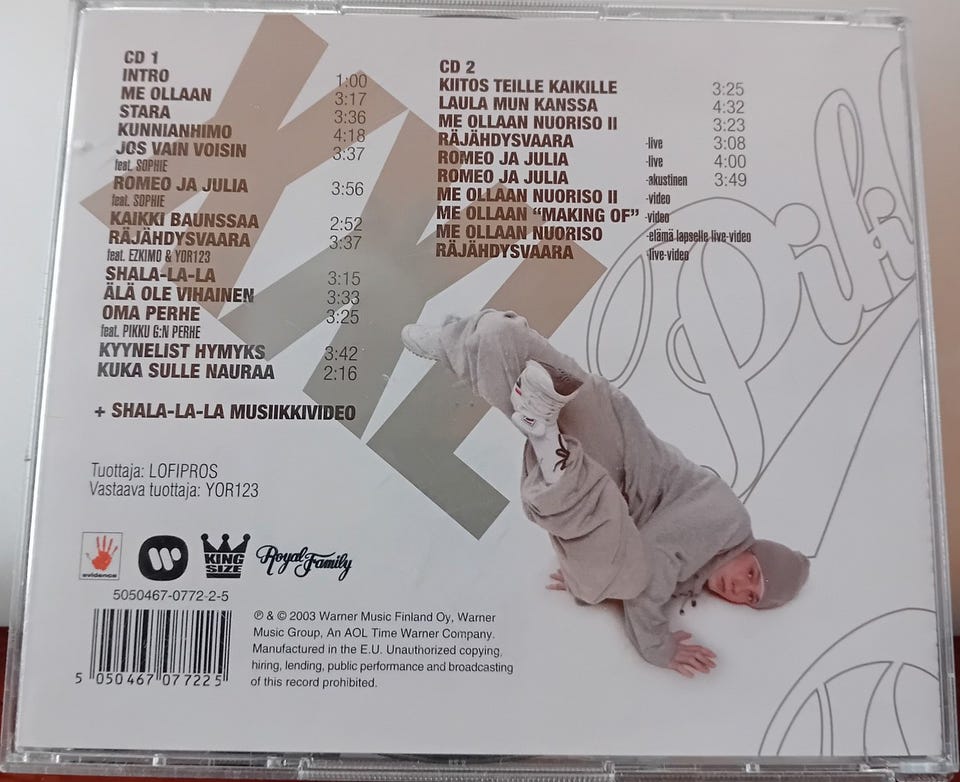 CD 1
INTRO 1:00
ME OLLAAN 3:17
STARA 3:36
KUNNIANHIMO 4:18
JOS VAIN VOISIN 3:37
feat. SOPHIE
ROMEO JA JULIA 3:56
feat. SOPHIE
KAIKKI BAUNSSAA 2:52
RÄJÄHDYSVAARA 3:37
feat. EZKIMO & YOR123
SHALA-LA-LA 3:15
ÄLÄ OLE VIHAINEN 3:33
OMA PERHE 3:25
feat. PIKKU G:N PERHE
KYYNELIST HYMYKS 3:42
KUKA SULLE NAURAA 2:16
+ SHALA-LA-LA MUSIIKKIVIDEO
CD 2
KIITOS TEILLE KAIKILLE 3:25
LAULA MUN KANSSA 4:32
ME OLLAAN NUORISO II 3:23
RÄJÄHDYSVAARA -live 3:08
ROMEO JA JULIA -live 4:00
ROMEO JA JULIA -akustinen 3:49
ME OLLAAN NUORISO II -video
ME OLLAAN "MAKING OF" -video
ME OLLAAN NUORISO -elämä lapselle live-video
RÄJÄHDYSVAARA -live-video
Tuottaja: LOFIPROS
Vastaava tuottaja: YOR123
evidence
KING SIZE
Royal Family
5050467-0772-2-5
5 050467 077225
℗ & © 2003 Warner Music Finland Oy, Warner
Music Group, An AOL Time Warner Company.
Manufactured in the E.U. Unauthorized copying,
hiring, lending, public performance and broadcasting
of this record prohibited.